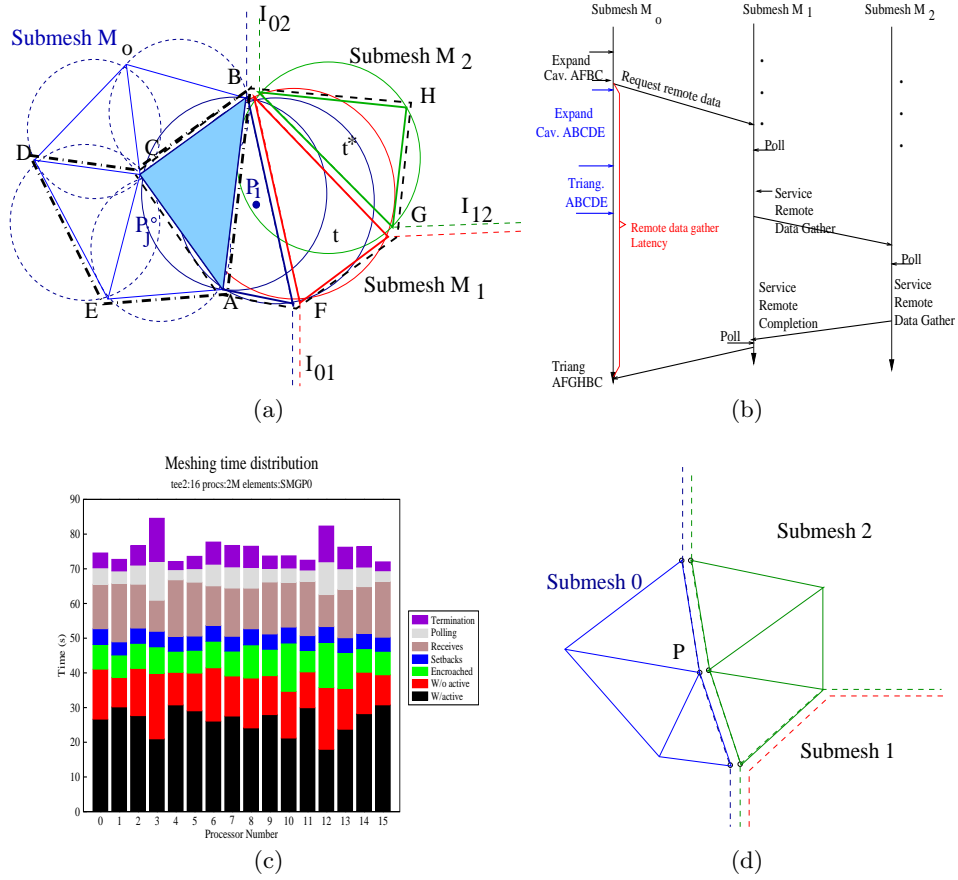 I 02
Submesh M o
Submesh M 2
B
H
C
t*
D
P i
P j °
G
I 12
t
Submesh M 1
E
A
F
I 01
(a)
Submesh M o
Submesh M 1
Submesh M 2
Expand
Cav. AFBC
Request remote data
Expand
Cav. ABCDE
Poll
Triang.
ABCDE
Service
Remote
Data Gather
Remote data gather
Latency
Poll
Service
Remote
Completion
Service
Remote
Data Gather
Poll
Triang
AFGHBC
(b)
Meshing time distribution
tee2:16 procs:2M elements:SMGP0
90
80
70
60
50
40
30
20
10
0
Time (s)
0 1 2 3 4 5 6 7 8 9 10 11 12 13 14 15
Processor Number
Termination
Polling
Receives
Setbacks
Encroached
W/o active
W/active
(c)
Submesh 2
Submesh 0
P
Submesh 1
(d)